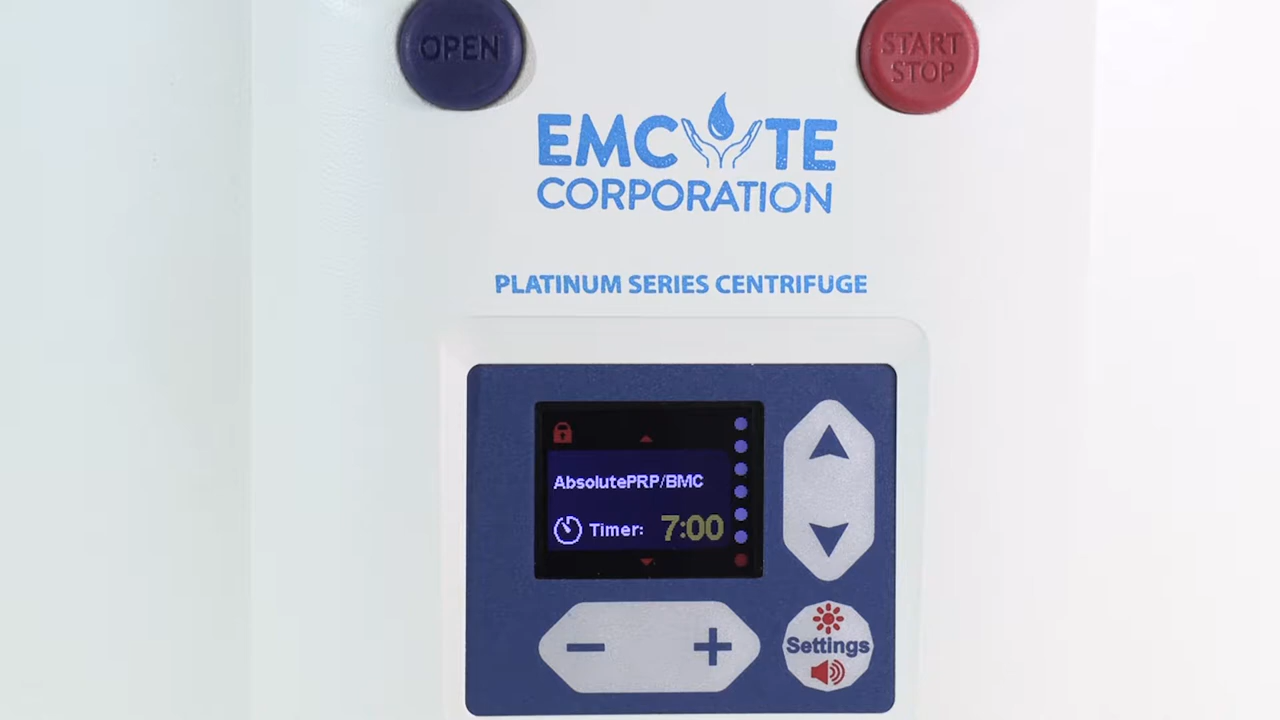 OPEN
START
STOP
EMCYTE
CORPORATION
PLATINUM SERIES CENTRIFUGE
AbsolutePRP/BMC
Timer: 7:00
− +
Settings